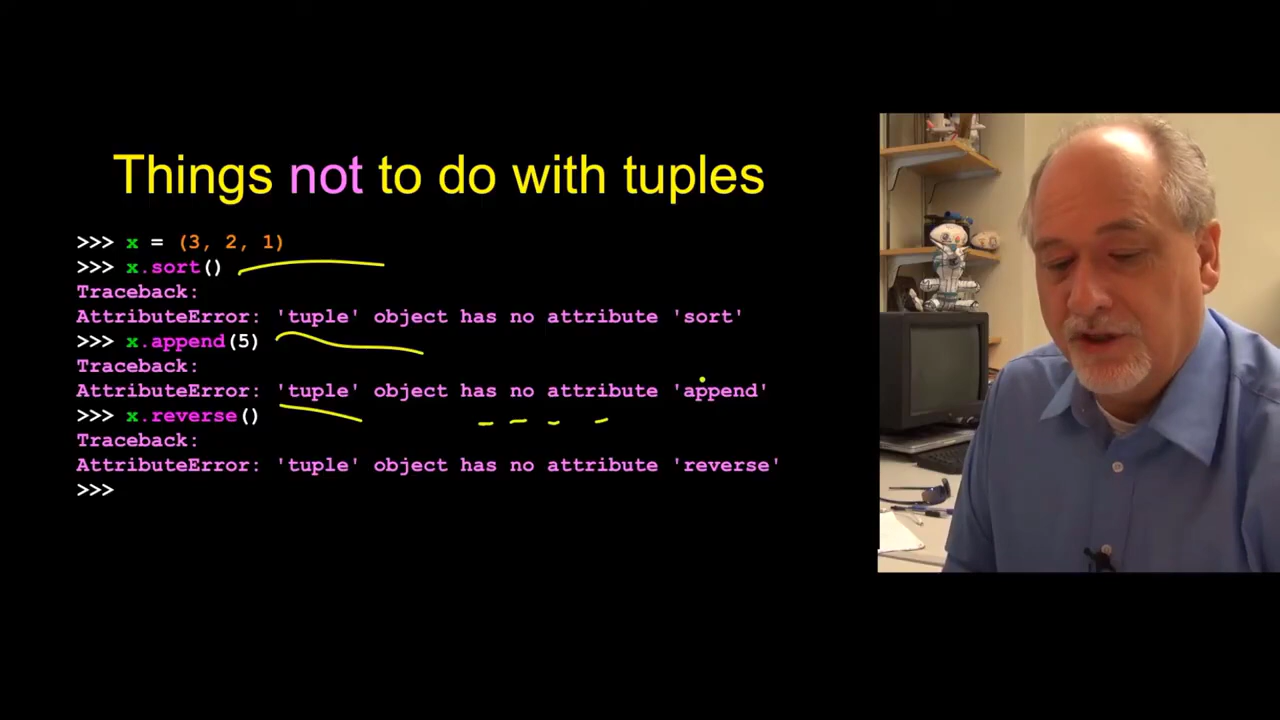 Things not to do with tuples
>>> x = (3, 2, 1)
>>> x.sort()
Traceback:
AttributeError: 'tuple' object has no attribute 'sort'
>>> x.append(5)
Traceback:
AttributeError: 'tuple' object has no attribute 'append'
>>> x.reverse()
Traceback:
AttributeError: 'tuple' object has no attribute 'reverse'
>>>